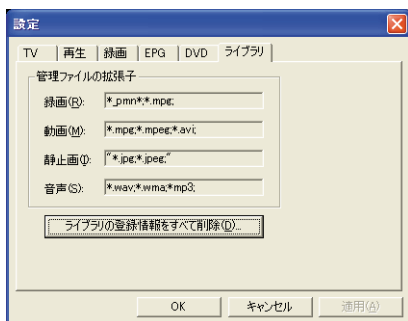 設定
TV 再生 録画 EPG DVD ライブラリ
管理ファイルの拡張子
録画(R): *_pmn*;*.mpg;
動画(M): *.mpg;*.mpeg;*.avi;
静止画(I): "*.jpg;*.jpeg;"
音声(S): *.wav;*.wma;*mp3;
ライブラリの登録情報をすべて削除(D)...
OK キャンセル 適用(A)